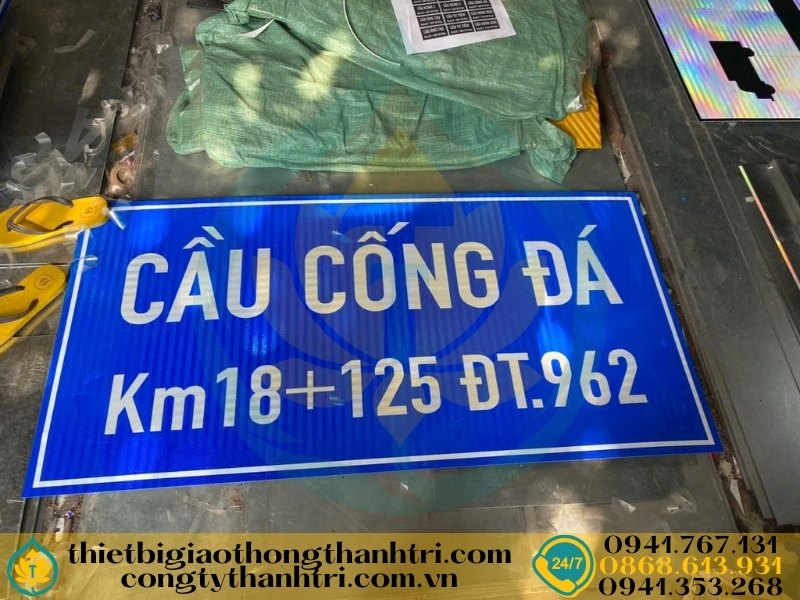 CẦU CỐNG ĐÁ
Km18+125 ĐT.962
thietbigiaothongthanhtri.com
congtythanhtri.com.vn
T
24/7
0941.767.131
0868.613.931
0941.353.268